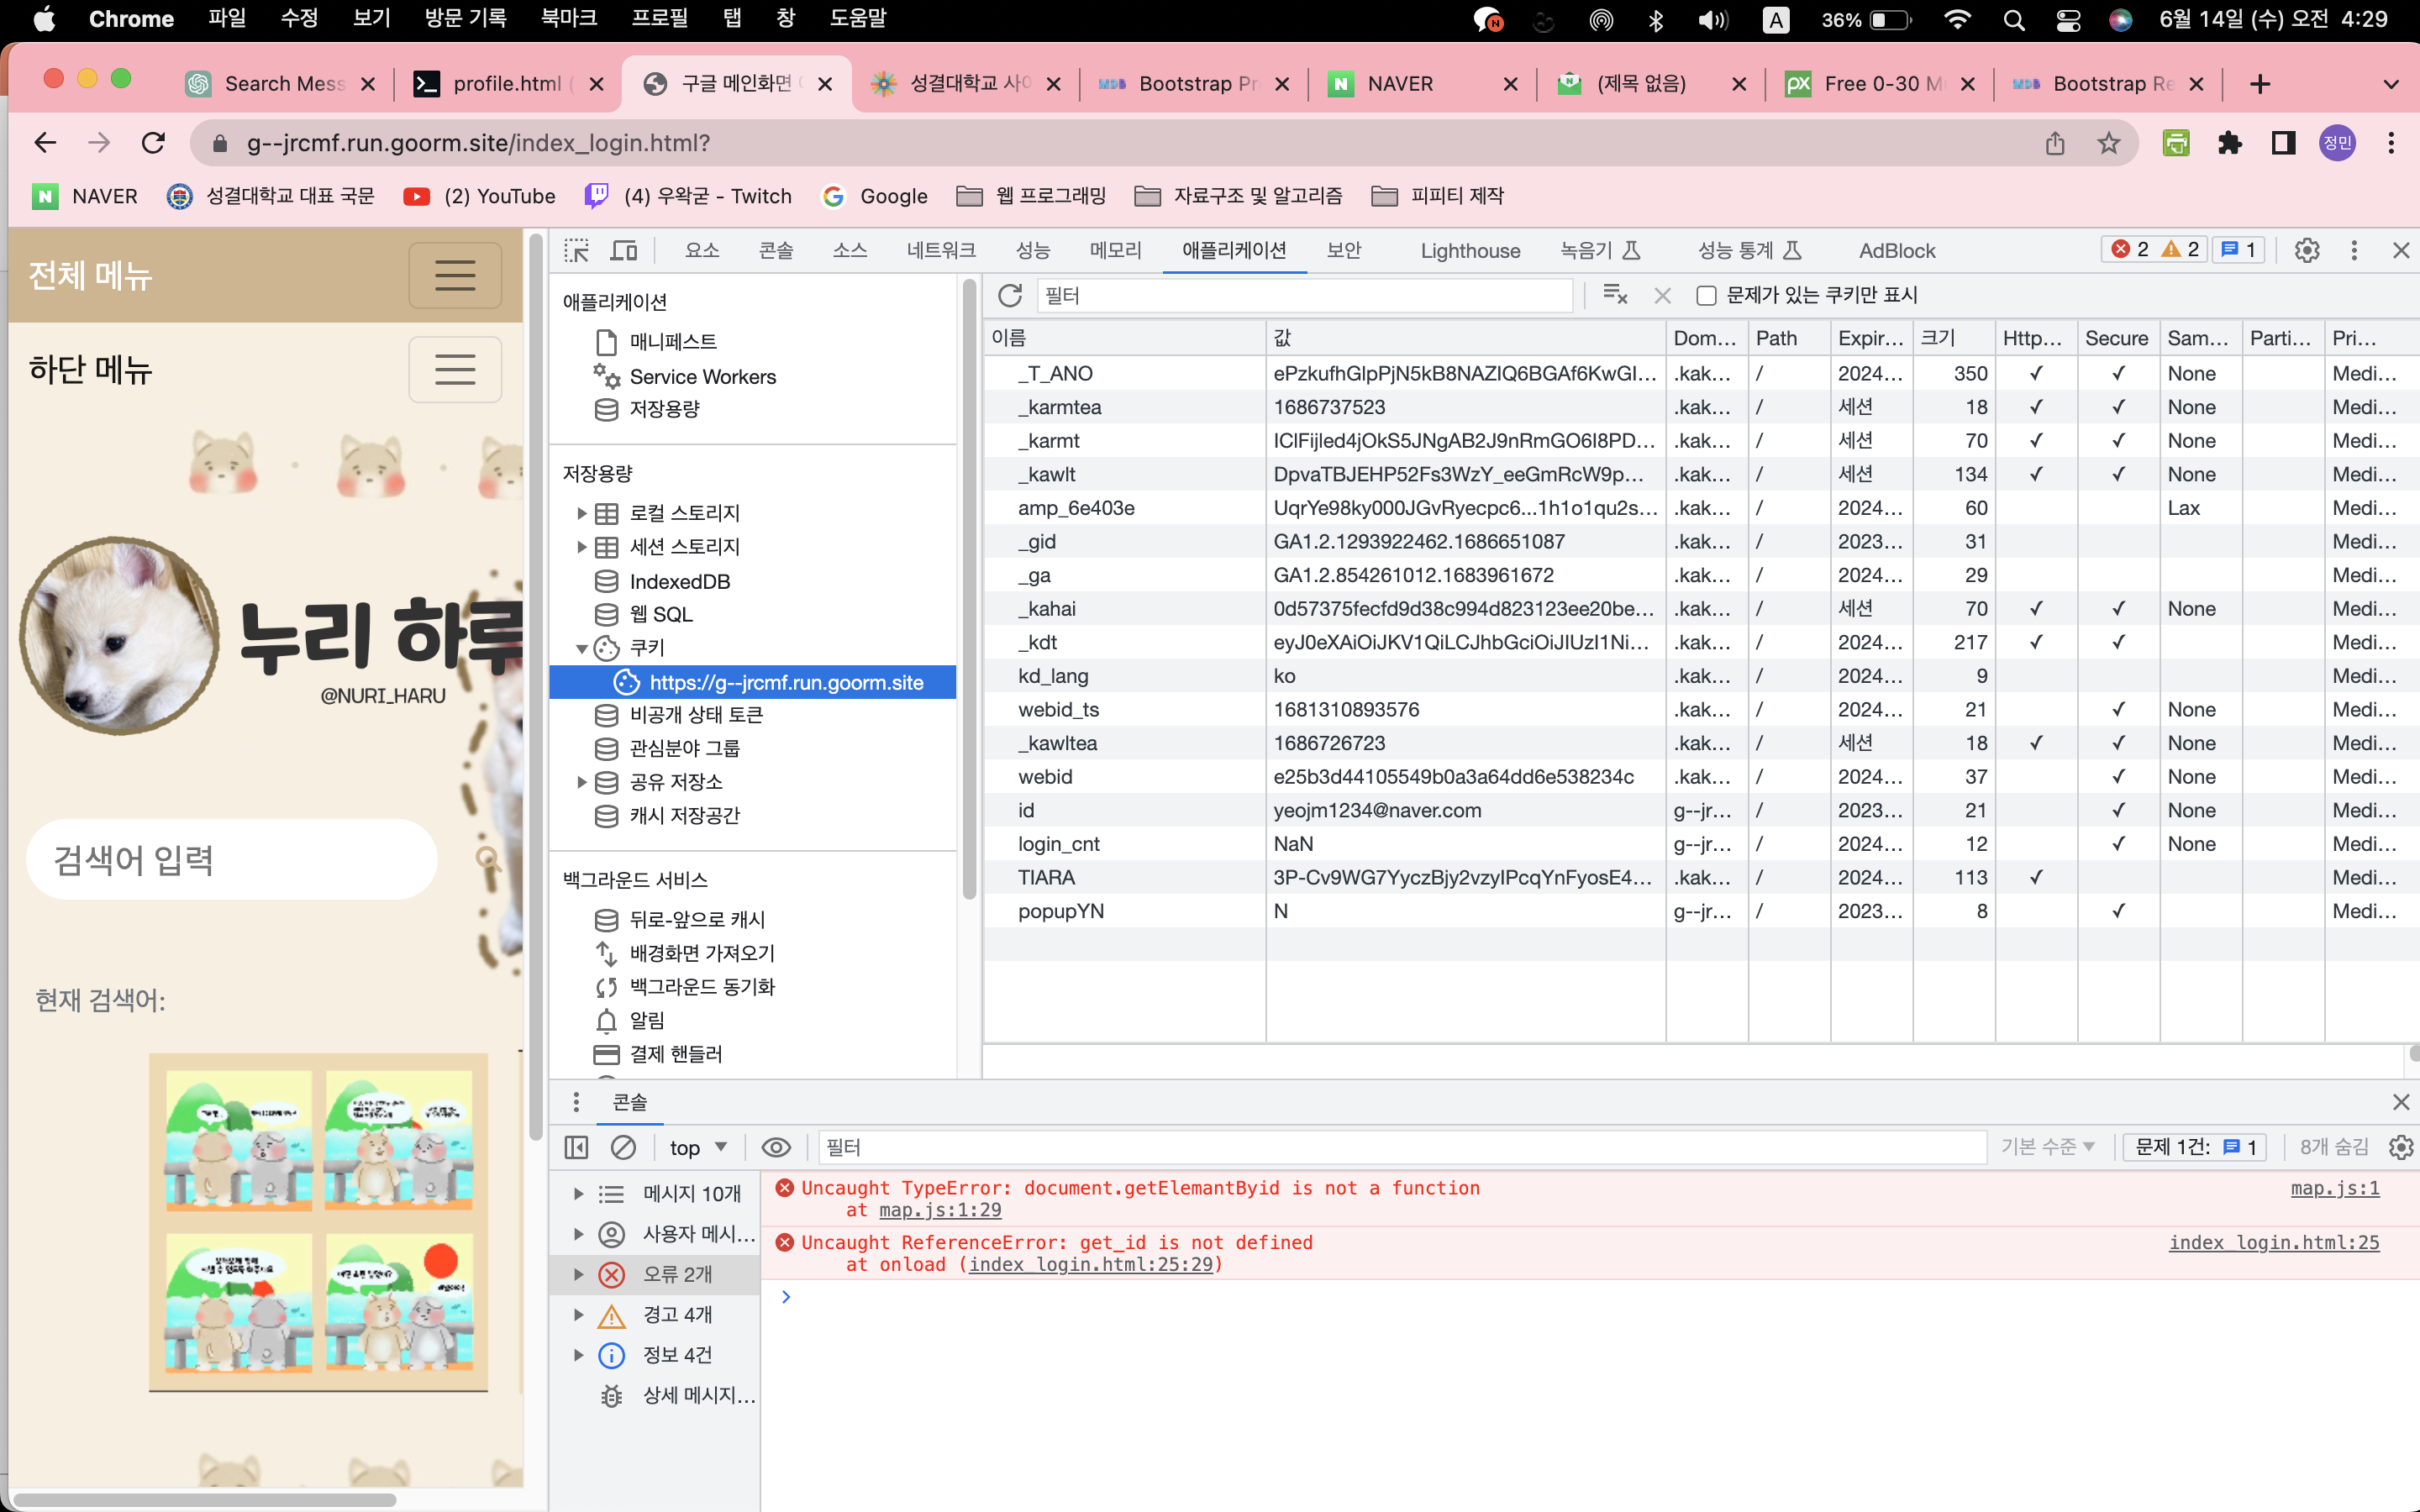 Chrome 파일 수정 보기 방문 기록 북마크 프로필 탭 창 도움말 A 36% 6월 14일 (수) 오전 4:29
Search Mess profile.html ( 구글 메인화면 성결대학교 사이 Bootstrap Pr NAVER (제목 없음) Free 0-30 M Bootstrap Re
g--jrcmf.run.goorm.site/index_login.html? 정민
NAVER 성결대학교 대표 국문 (2) YouTube (4) 우왁굳 - Twitch Google 웹 프로그래밍 자료구조 및 알고리즘 피피티 제작
전체 메뉴
하단 메뉴
누리 하루
@NURI_HARU
검색어 입력
현재 검색어:
요소 콘솔 소스 네트워크 성능 메모리 애플리케이션 보안 Lighthouse 녹음기 성능 통계 AdBlock 2 2 1
애플리케이션
매니페스트
Service Workers
저장용량
저장용량
로컬 스토리지
세션 스토리지
IndexedDB
웹 SQL
쿠키
https://g--jrcmf.run.goorm.site
비공개 상태 토큰
관심분야 그룹
공유 저장소
캐시 저장공간
백그라운드 서비스
뒤로-앞으로 캐시
배경화면 가져오기
백그라운드 동기화
알림
결제 핸들러
필터 문제가 있는 쿠키만 표시
이름 값 Dom... Path Expir... 크기 Http... Secure Sam... Parti... Pri...
_T_ANO ePzkufhGlpPjN5kB8NAZlQ6BGAf6KwGI... .kak... / 2024... 350 ✓ ✓ None Medi...
_karmtea 1686737523 .kak... / 세션 18 ✓ ✓ None Medi...
_karmt IClFijled4jOkS5JNgAB2J9nRmGO6I8PD... .kak... / 세션 70 ✓ ✓ None Medi...
_kawlt DpvaTBJEHP52Fs3WzY_eeGmRcW9p... .kak... / 세션 134 ✓ ✓ None Medi...
amp_6e403e UqrYe98ky000JGvRyecpc6...1h1o1qu2s... .kak... / 2024... 60 Lax Medi...
_gid GA1.2.1293922462.1686651087 .kak... / 2023... 31 Medi...
_ga GA1.2.854261012.1683961672 .kak... / 2024... 29 Medi...
_kahai 0d57375fecfd9d38c994d823123ee20be... .kak... / 세션 70 ✓ ✓ None Medi...
_kdt eyJ0eXAiOiJKV1QiLCJhbGciOiJIUzI1Ni... .kak... / 2024... 217 ✓ ✓ Medi...
kd_lang ko .kak... / 2024... 9 Medi...
webid_ts 1681310893576 .kak... / 2024... 21 ✓ None Medi...
_kawltea 1686726723 .kak... / 세션 18 ✓ ✓ None Medi...
webid e25b3d44105549b0a3a64dd6e538234c .kak... / 2024... 37 ✓ None Medi...
id yeojm1234@naver.com g--jr... / 2023... 21 ✓ None Medi...
login_cnt NaN g--jr... / 2024... 12 ✓ None Medi...
TIARA 3P-Cv9WG7YyczBjy2vzyIPcqYnFyosE4... .kak... / 2024... 113 ✓ Medi...
popupYN N g--jr... / 2023... 8 ✓ Medi...
콘솔
top 필터 기본 수준 문제 1건: 1 8개 숨김
메시지 10개
사용자 메시...
오류 2개
경고 4개
정보 4건
상세 메시지...
Uncaught TypeError: document.getElemantByid is not a function map.js:1
at map.js:1:29
Uncaught ReferenceError: get_id is not defined index_login.html:25
at onload (index_login.html:25:29)